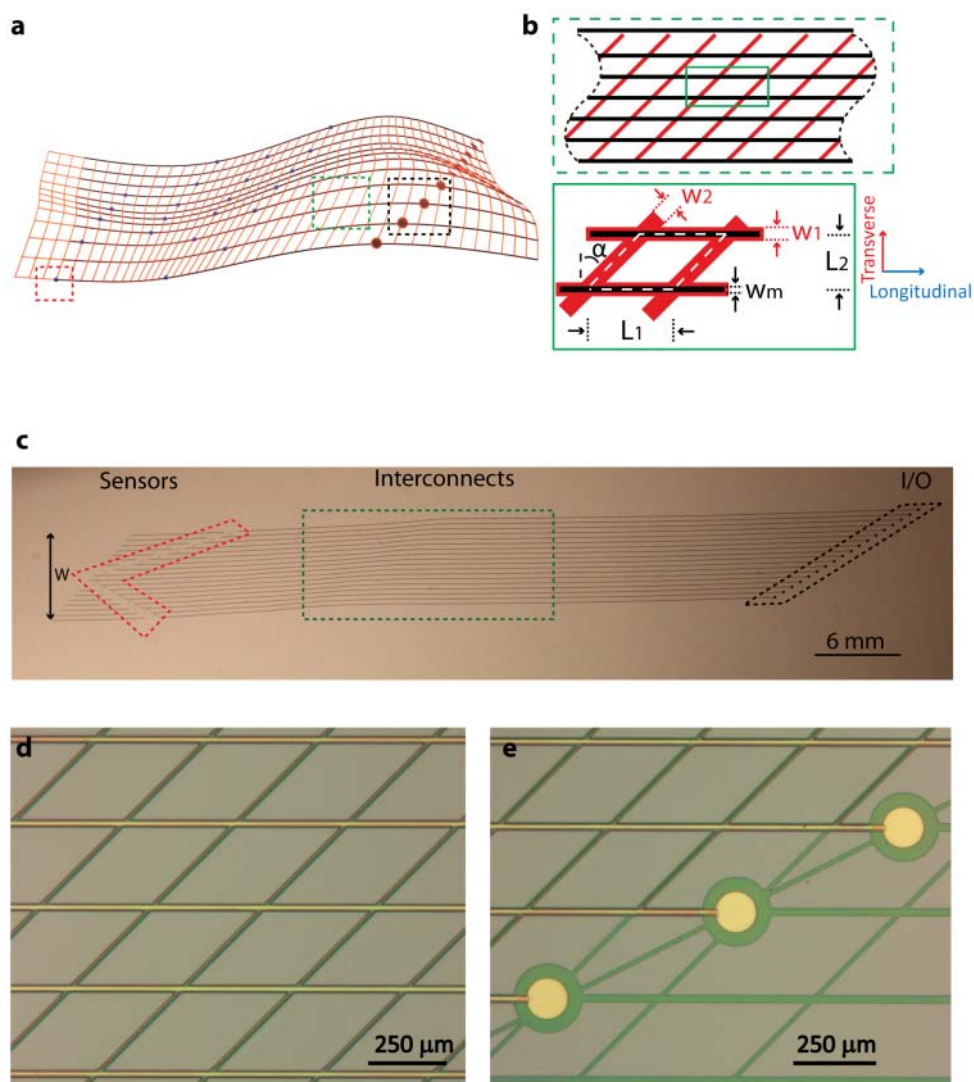 a
b
W2
W1
α
L2
Wm
L1
Transverse
Longitudinal
c
Sensors
Interconnects
I/O
W
6 mm
d
250 µm
e
250 µm